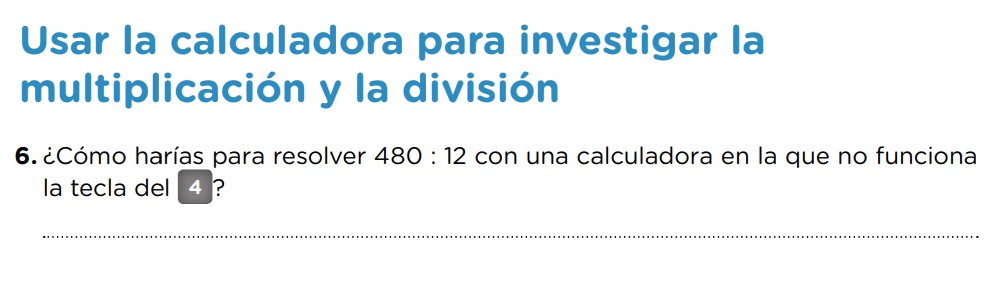 Usar la calculadora para investigar la
multiplicación y la división
6. ¿Cómo harías para resolver 480 : 12 con una calculadora en la que no funciona
la tecla del 4 ?